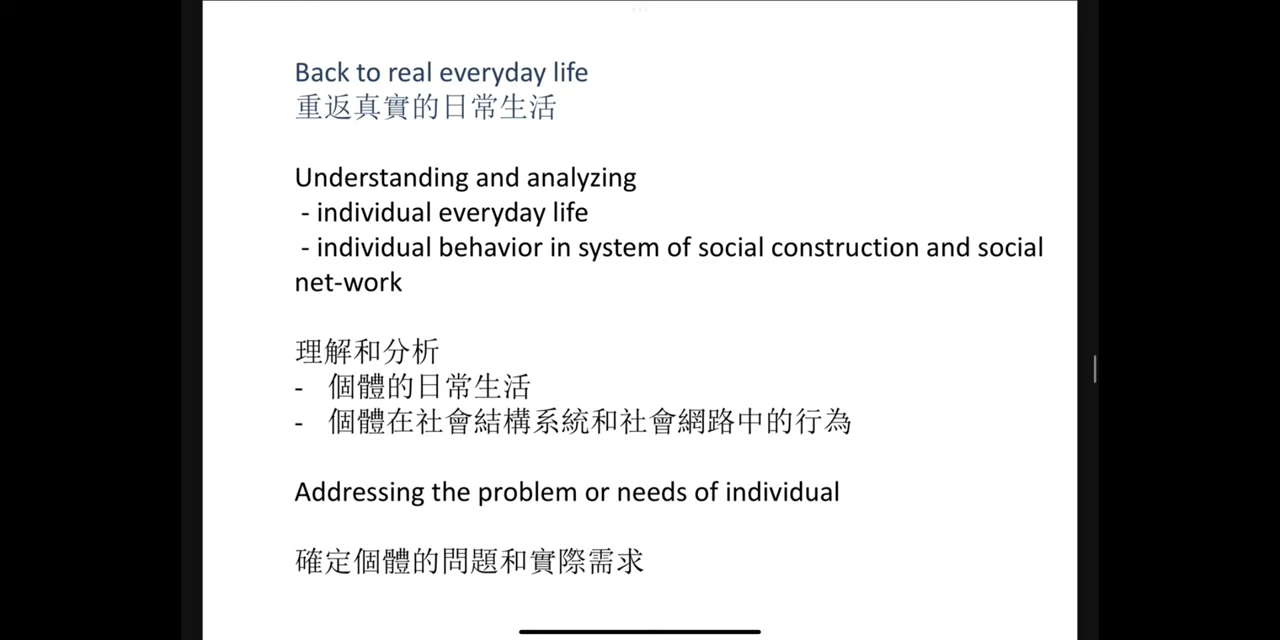 Back to real everyday life
重返真實的日常生活
Understanding and analyzing
- individual everyday life
- individual behavior in system of social construction and social
net-work
理解和分析
- 個體的日常生活
- 個體在社會結構系統和社會網路中的行為
Addressing the problem or needs of individual
確定個體的問題和實際需求